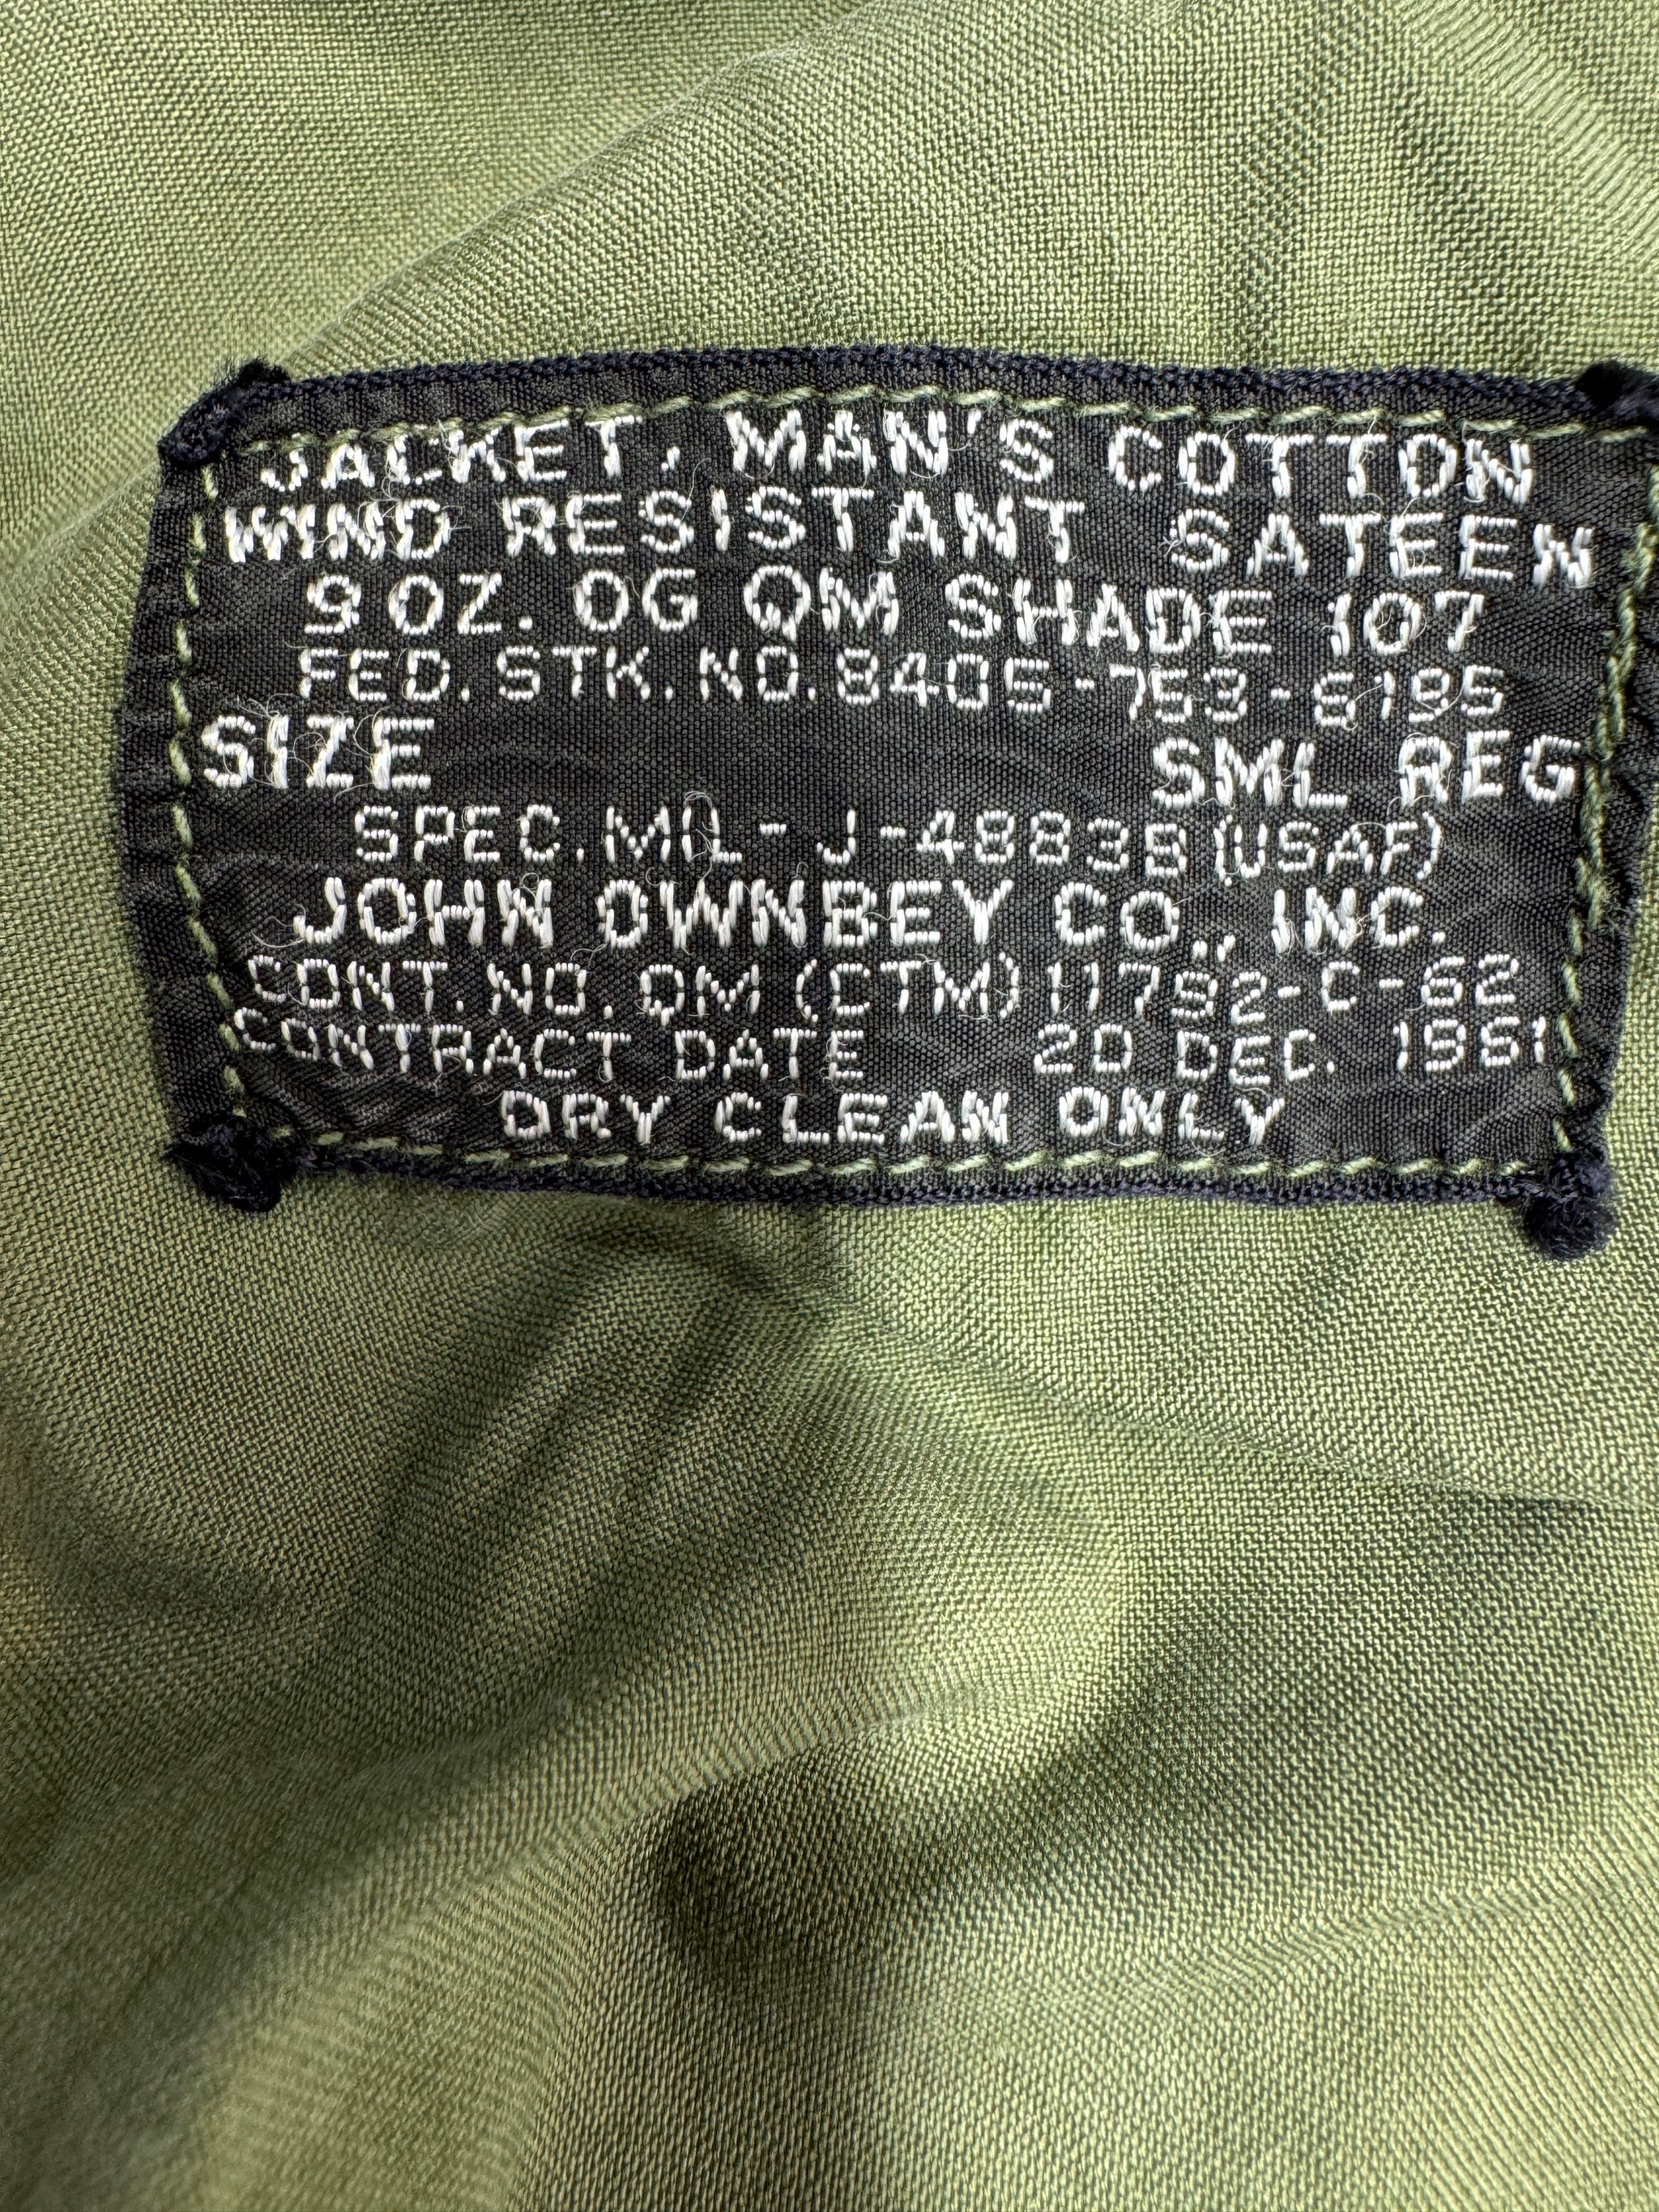 JACKET, MAN'S COTTON
WIND RESISTANT SATEEN
9 OZ. OG QM SHADE 107
FED. STK. NO. 8405-753-6195
SIZE SML REG
SPEC. MIL-J-4883B (USAF)
JOHN OWNBEY CO., INC.
CONT. NO. QM (CTM) 11792-C-62
CONTRACT DATE 20 DEC. 1961
DRY CLEAN ONLY